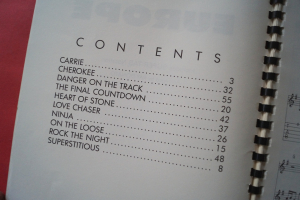 CONTENTS
CARRIE 3
CHEROKEE 32
DANGER ON THE TRACK 55
THE FINAL COUNTDOWN 20
HEART OF STONE 42
LOVE CHASER 37
NINJA 26
ON THE LOOSE 15
ROCK THE NIGHT 48
SUPERSTITIOUS 8